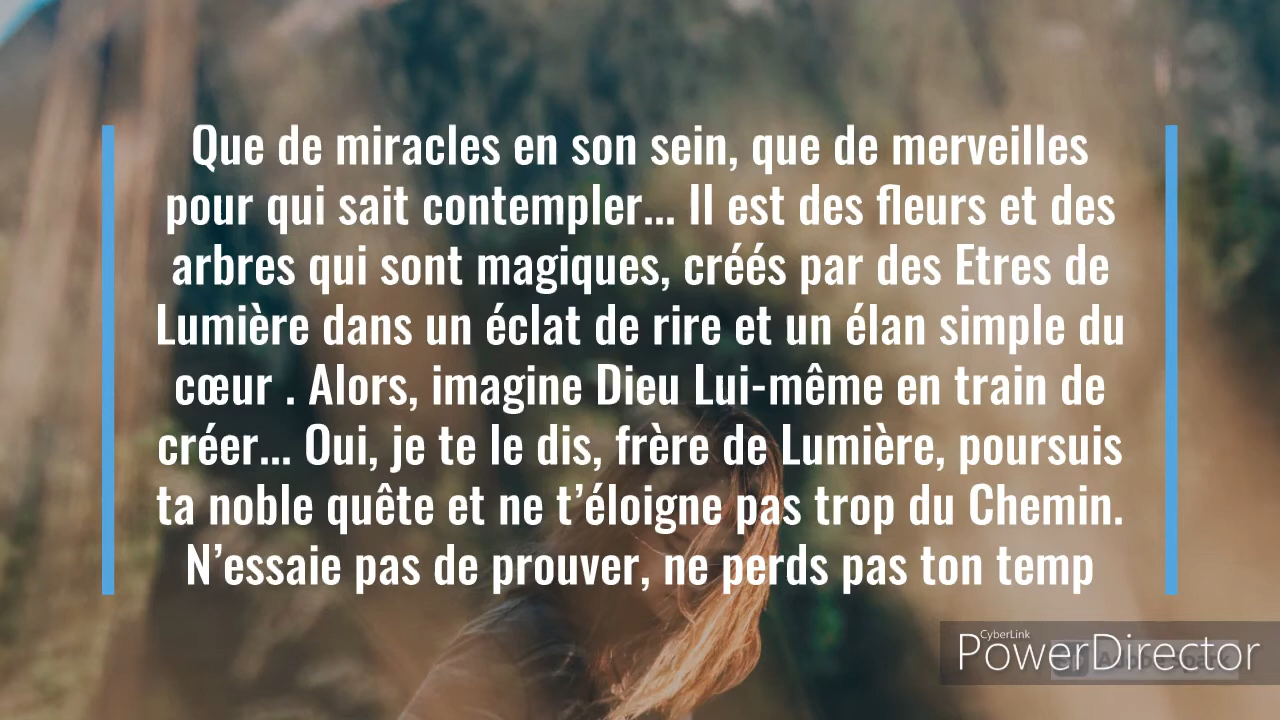 Que de miracles en son sein, que de merveilles
pour qui sait contempler... Il est des fleurs et des
arbres qui sont magiques, créés par des Etres de
Lumière dans un éclat de rire et un élan simple du
cœur . Alors, imagine Dieu Lui-même en train de
créer... Oui, je te le dis, frère de Lumière, poursuis
ta noble quête et ne t’éloigne pas trop du Chemin.
N’essaie pas de prouver, ne perds pas ton temp
CyberLink
PowerDirector